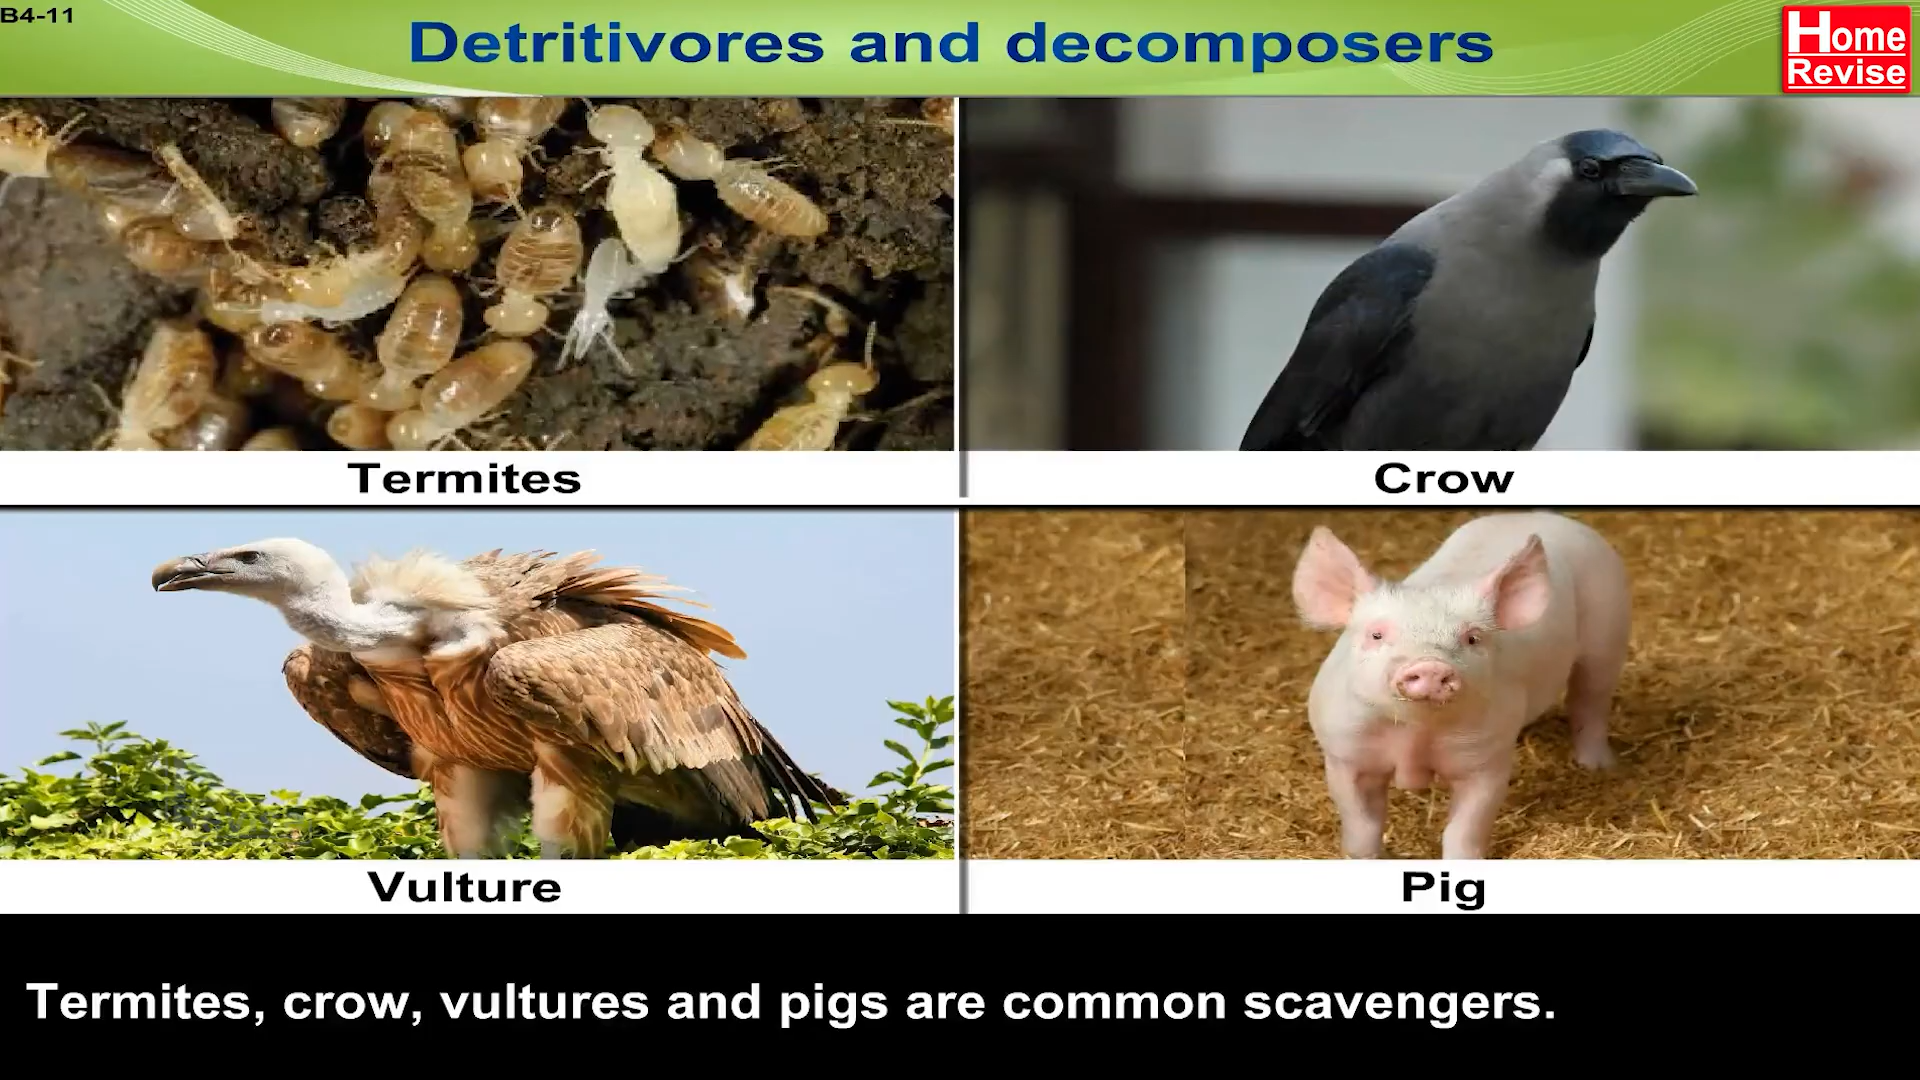 B4-11
Detritivores and decomposers
Home
Revise
Termites
Crow
Vulture
Pig
Termites, crow, vultures and pigs are common scavengers.